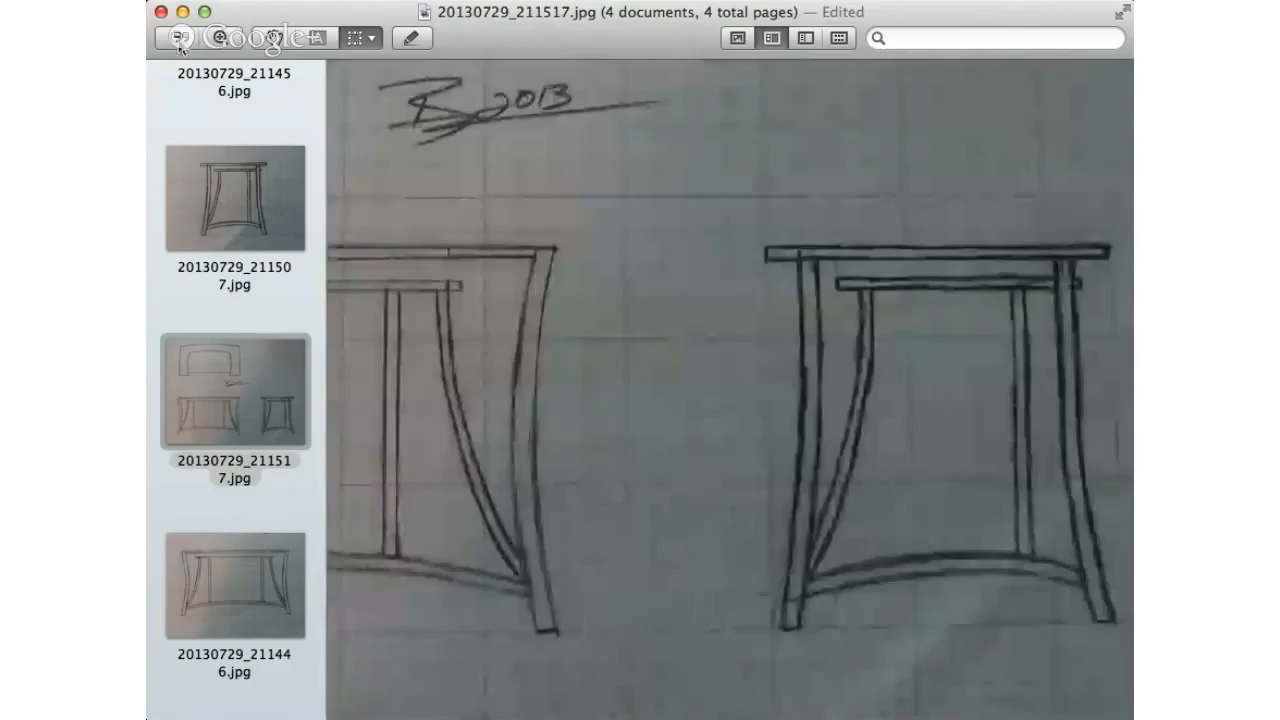 20130729_211517.jpg (4 documents, 4 total pages) — Edited
Google+
20130729_21145
6.jpg
2013
20130729_21150
7.jpg
20130729_21151
7.jpg
20130729_21144
6.jpg